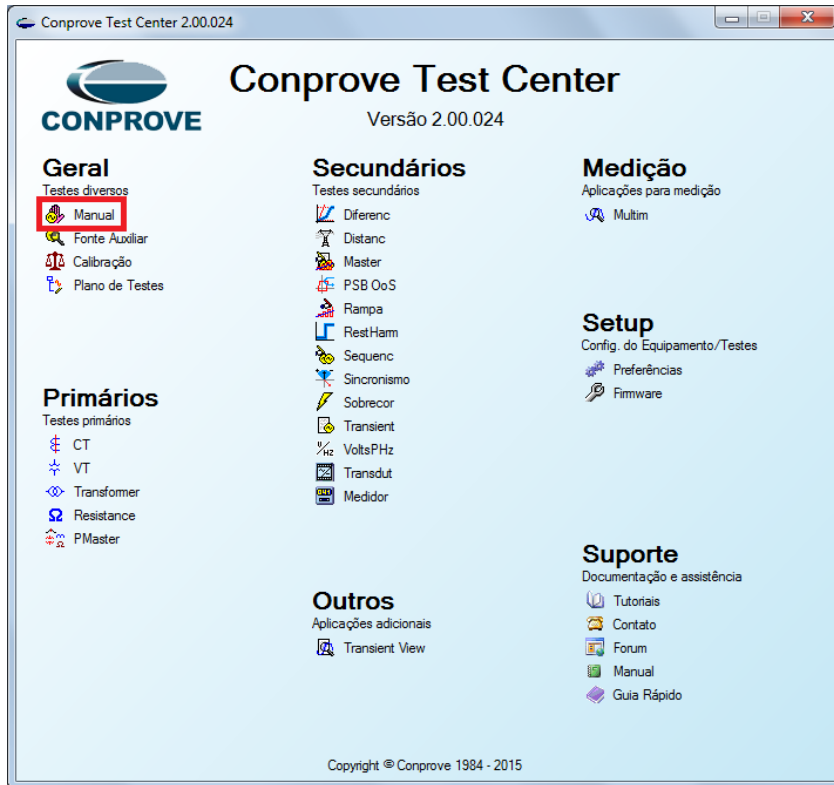 Conprove Test Center 2.00.024
CONPROVE
Conprove Test Center
Versão 2.00.024
Geral
Testes diversos
Manual
Fonte Auxiliar
Calibração
Plano de Testes
Primários
Testes primários
CT
VT
Transformer
Resistance
PMaster
Secundários
Testes secundários
Diferenc
Distanc
Master
PSB OoS
Rampa
RestHarm
Sequenc
Sincronismo
Sobrecor
Transient
VoltsPHz
Transdut
Medidor
Outros
Aplicações adicionais
Transient View
Medição
Aplicações para medição
Multim
Setup
Config. do Equipamento/Testes
Preferências
Firmware
Suporte
Documentação e assistência
Tutoriais
Contato
Forum
Manual
Guia Rápido
Copyright © Conprove 1984 - 2015